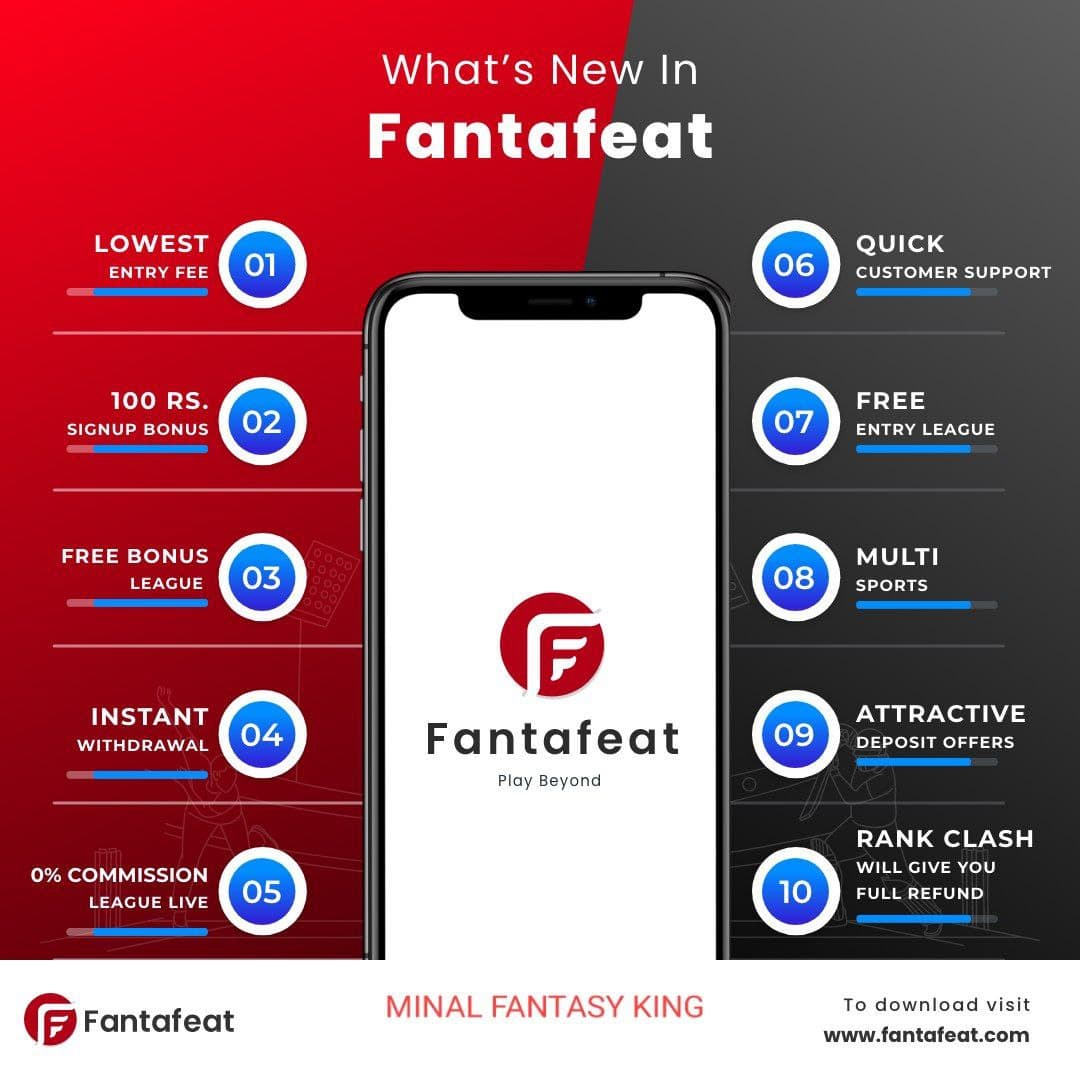 What's New In
Fantafeat
LOWEST
ENTRY FEE
01
100 RS.
SIGNUP BONUS
02
FREE BONUS
LEAGUE
03
INSTANT
WITHDRAWAL
04
0% COMMISSION
LEAGUE LIVE
05
F
Fantafeat
Play Beyond
06
QUICK
CUSTOMER SUPPORT
07
FREE
ENTRY LEAGUE
08
MULTI
SPORTS
09
ATTRACTIVE
DEPOSIT OFFERS
10
RANK CLASH
WILL GIVE YOU
FULL REFUND
F
Fantafeat
MINAL FANTASY KING
To download visit
www.fantafeat.com